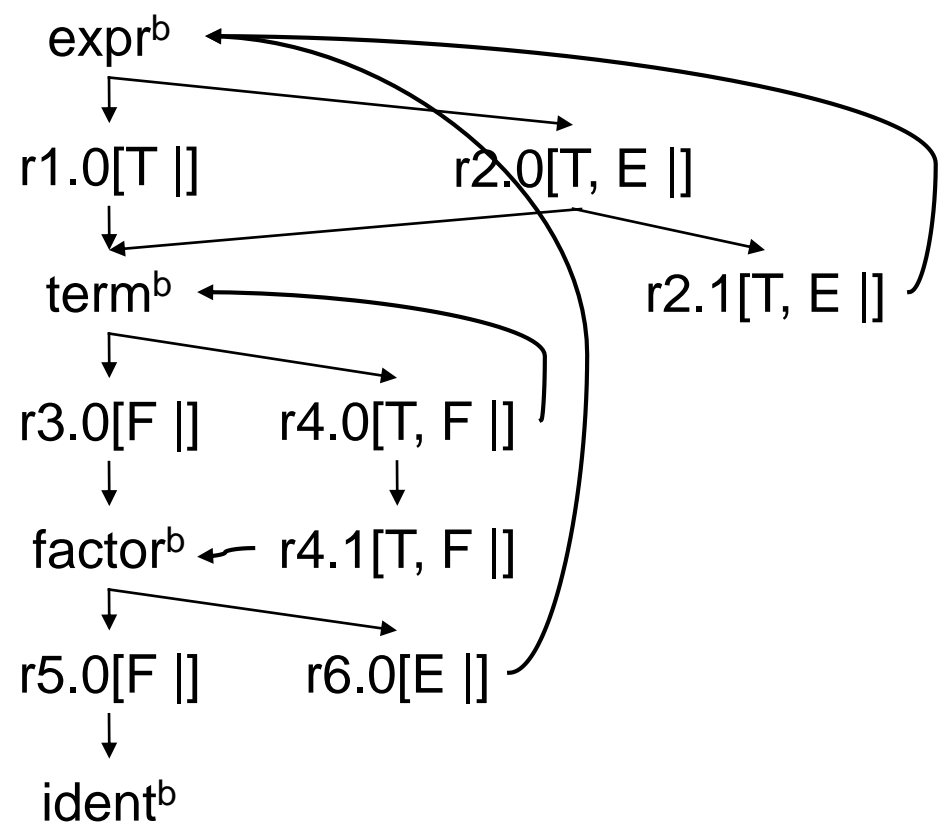 exprᵇ
r1.0[T |] r2.0[T, E |]
termᵇ r2.1[T, E |]
r3.0[F |] r4.0[T, F |]
factorᵇ r4.1[T, F |]
r5.0[F |] r6.0[E |]
identᵇ